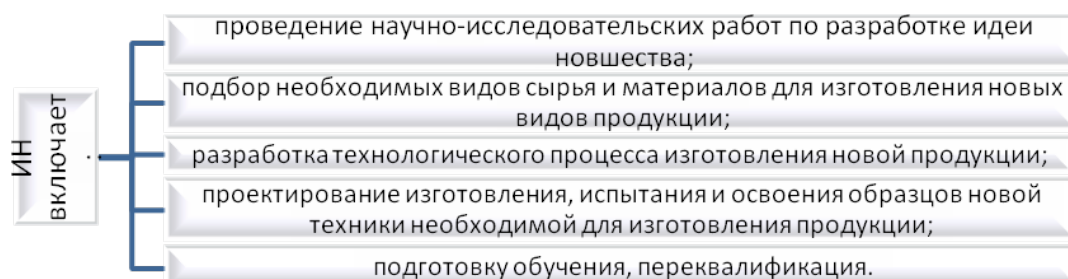 ИН
включает
.
проведение научно-исследовательских работ по разработке идеи
новшества;
подбор необходимых видов сырья и материалов для изготовления новых
видов продукции;
разработка технологического процесса изготовления новой продукции;
проектирование изготовления, испытания и освоения образцов новой
техники необходимой для изготовления продукции;
подготовку обучения, переквалификация.